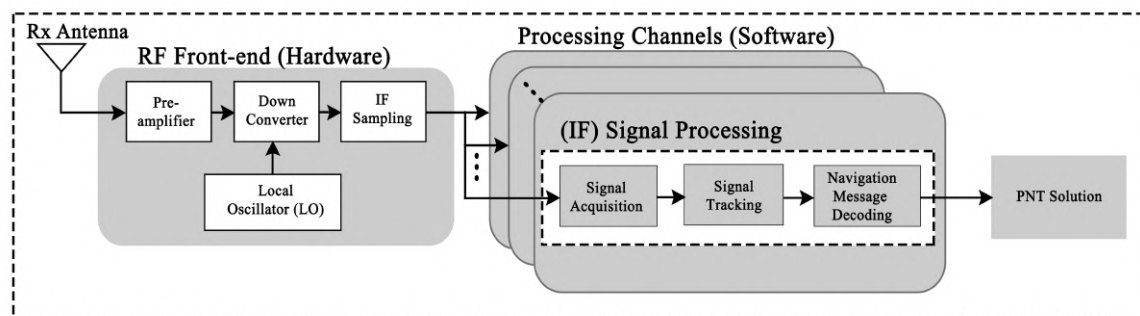 Rx Antenna
RF Front-end (Hardware)
Pre-
amplifier
Down
Converter
IF
Sampling
Local
Oscillator (LO)
Processing Channels (Software)
(IF) Signal Processing
Signal
Acquisition
Signal
Tracking
Navigation
Message
Decoding
PNT Solution